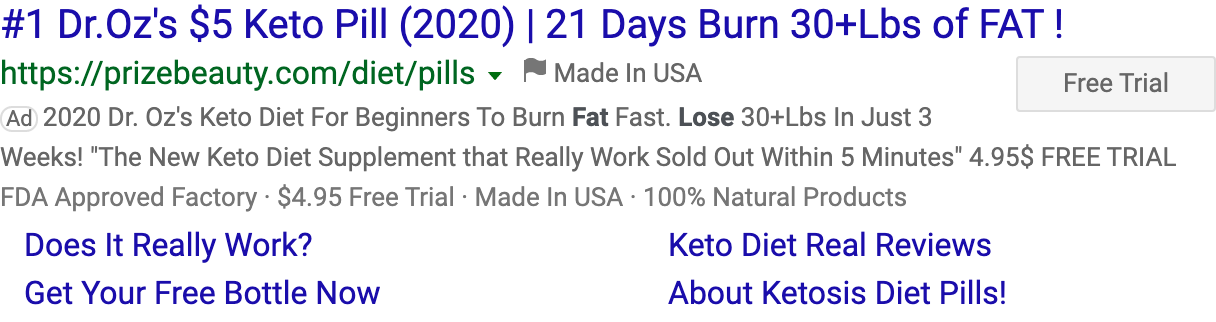 #1 Dr.Oz's $5 Keto Pill (2020) | 21 Days Burn 30+Lbs of FAT !
https://prizebeauty.com/diet/pills Made In USA
Free Trial
Ad 2020 Dr. Oz's Keto Diet For Beginners To Burn Fat Fast. Lose 30+Lbs In Just 3
Weeks! "The New Keto Diet Supplement that Really Work Sold Out Within 5 Minutes" 4.95$ FREE TRIAL
FDA Approved Factory · $4.95 Free Trial · Made In USA · 100% Natural Products
Does It Really Work? Keto Diet Real Reviews
Get Your Free Bottle Now About Ketosis Diet Pills!